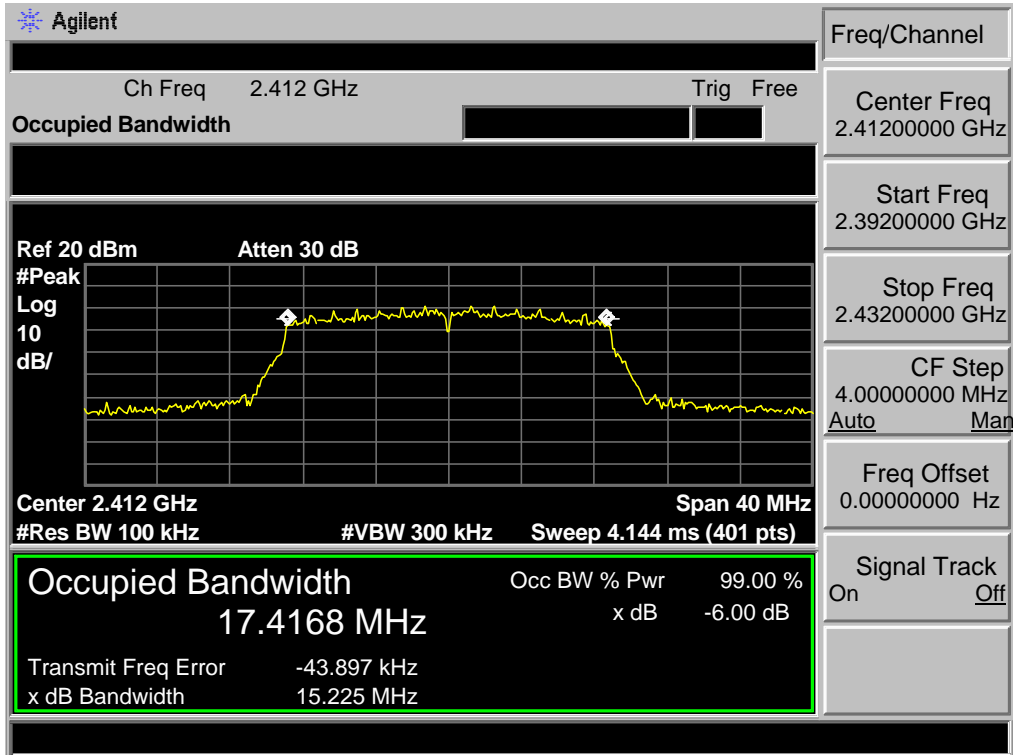 Agilent
Freq/Channel
Ch Freq 2.412 GHz Trig Free
Occupied Bandwidth
Center Freq
2.41200000 GHz
Start Freq
2.39200000 GHz
Stop Freq
2.43200000 GHz
CF Step
4.00000000 MHz
Auto Man
Freq Offset
0.00000000 Hz
Signal Track
On Off
Ref 20 dBm Atten 30 dB
#Peak
Log
10
dB/
Center 2.412 GHz Span 40 MHz
#Res BW 100 kHz #VBW 300 kHz Sweep 4.144 ms (401 pts)
Occupied Bandwidth Occ BW % Pwr 99.00 %
17.4168 MHz x dB -6.00 dB
Transmit Freq Error -43.897 kHz
x dB Bandwidth 15.225 MHz